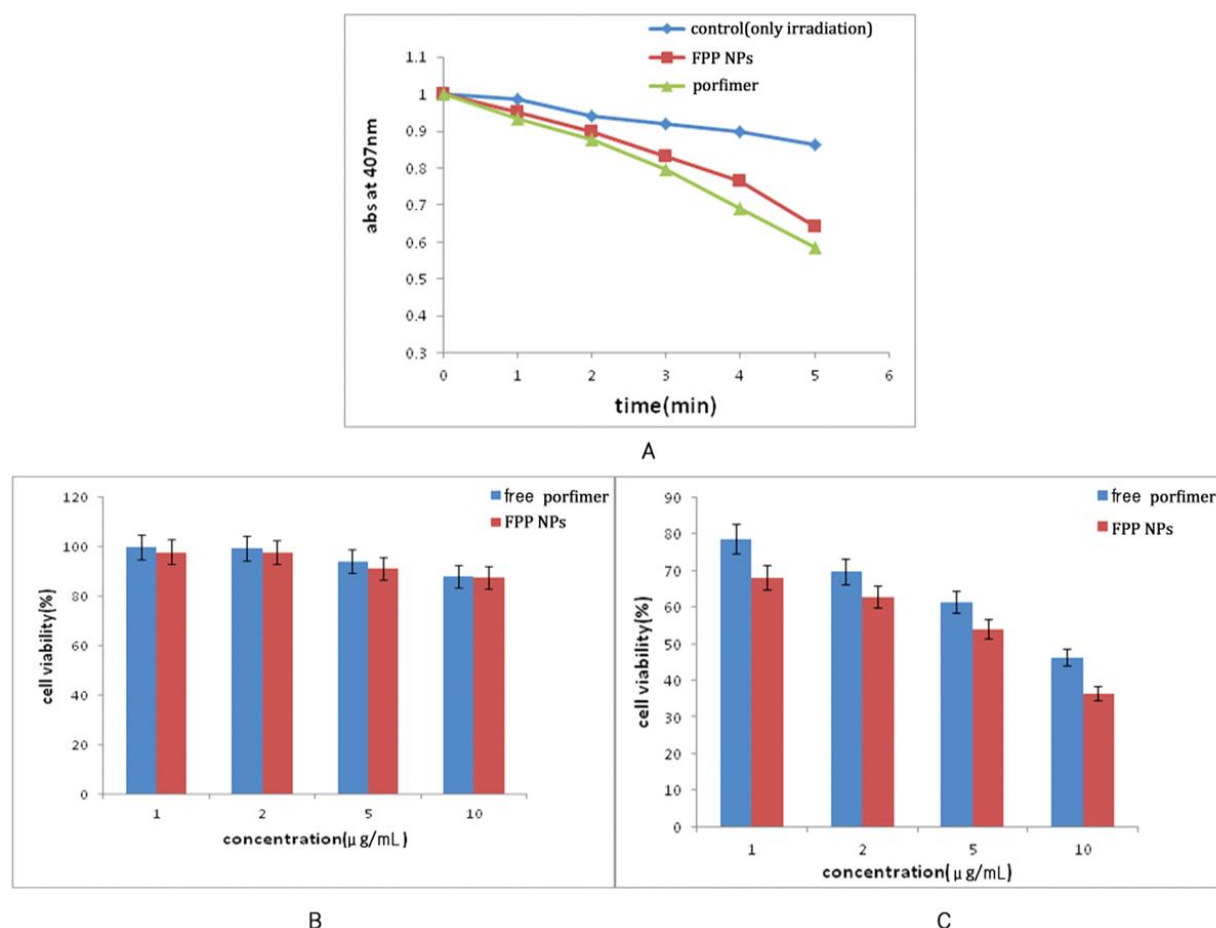 control(only irradiation)
FPP NPs
porfimer
1.1
1
0.9
0.8
0.7
0.6
0.5
0.4
0.3
abs at 407nm
0 1 2 3 4 5 6
time(min)
A
free porfimer
FPP NPs
120
100
80
60
40
20
0
cell viability(%)
1 2 5 10
concentration(μg/mL)
B
free porfimer
FPP NPs
90
80
70
60
50
40
30
20
10
0
cell viability(%)
1 2 5 10
concentration(μg/mL)
C